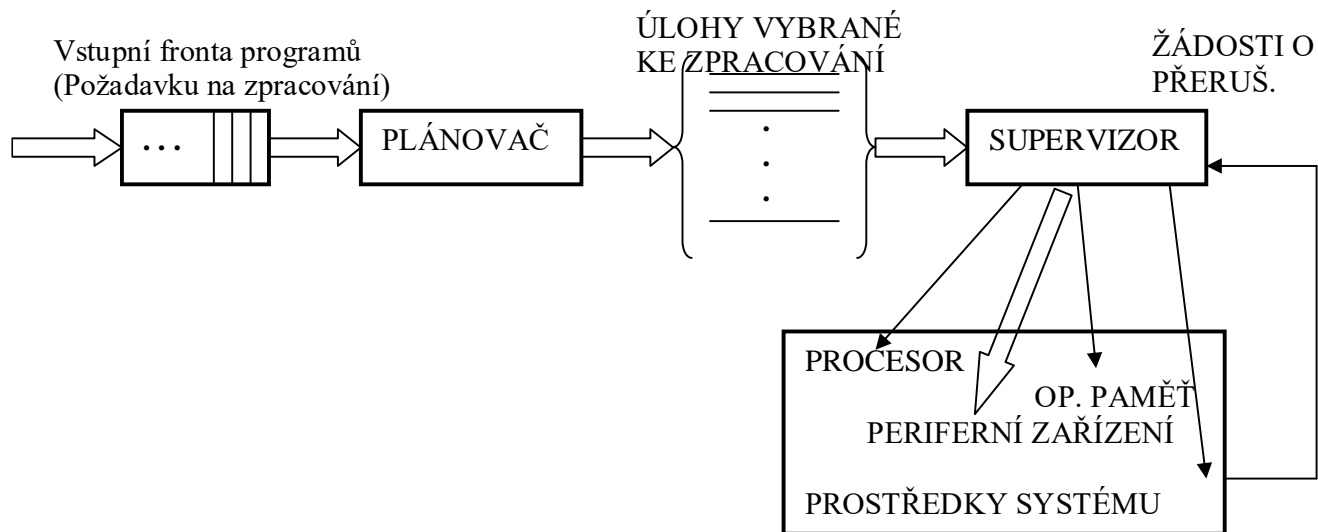 Vstupní fronta programů
(Požadavku na zpracování)
ÚLOHY VYBRANÉ
KE ZPRACOVÁNÍ
ŽÁDOSTI O
PŘERUŠ.
...
PLÁNOVAČ
SUPERVIZOR
PROCESOR
OP. PAMĚŤ
PERIFERNÍ ZAŘÍZENÍ
PROSTŘEDKY SYSTÉMU